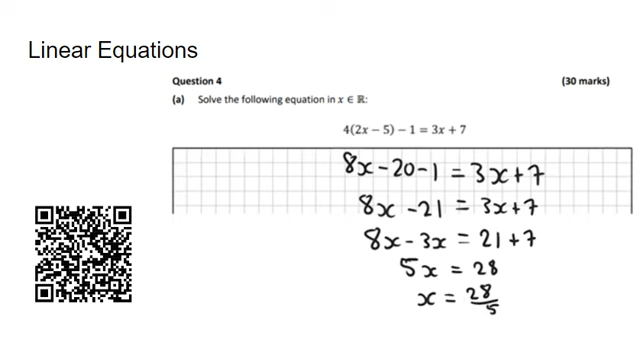 Linear Equations
Question 4 (30 marks)
(a) Solve the following equation in x ∈ ℝ:
4(2x − 5) − 1 = 3x + 7
8x − 20 − 1 = 3x + 7
8x − 21 = 3x + 7
8x − 3x = 21 + 7
5x = 28
x = 28/5